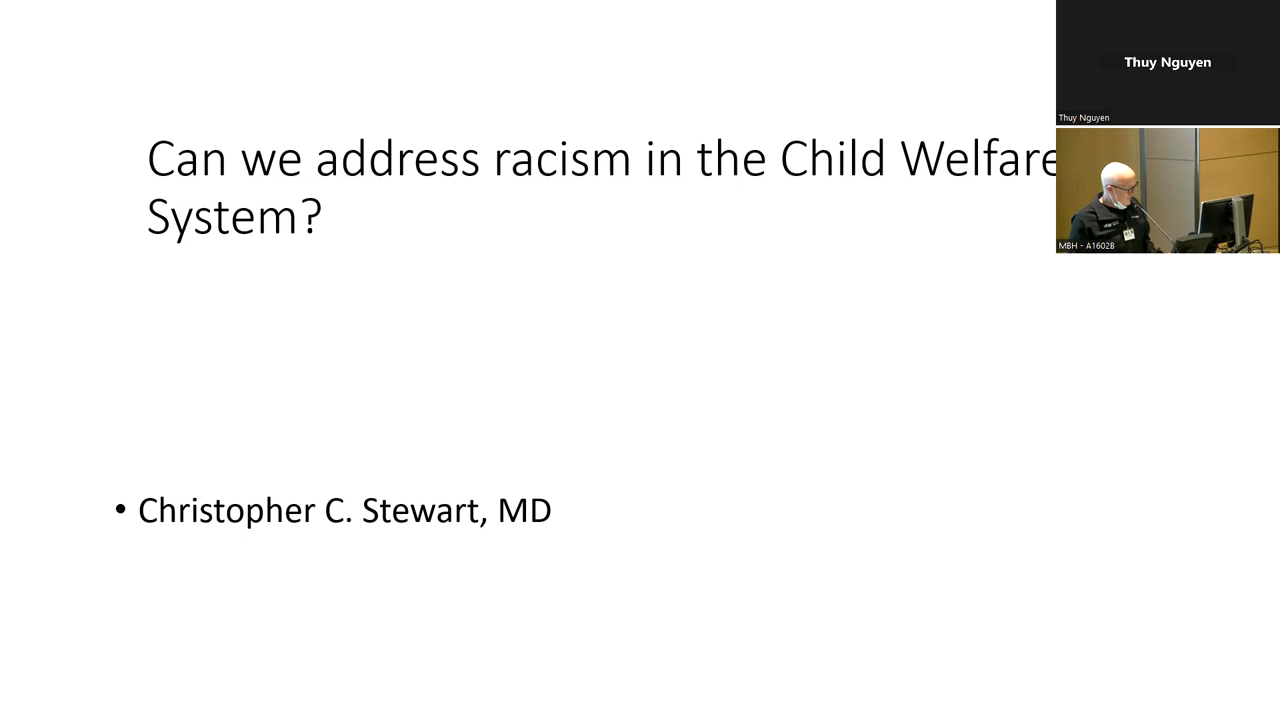 Can we address racism in the Child Welfare
System?
• Christopher C. Stewart, MD
Thuy Nguyen
Thuy Nguyen
MBH - A1602B